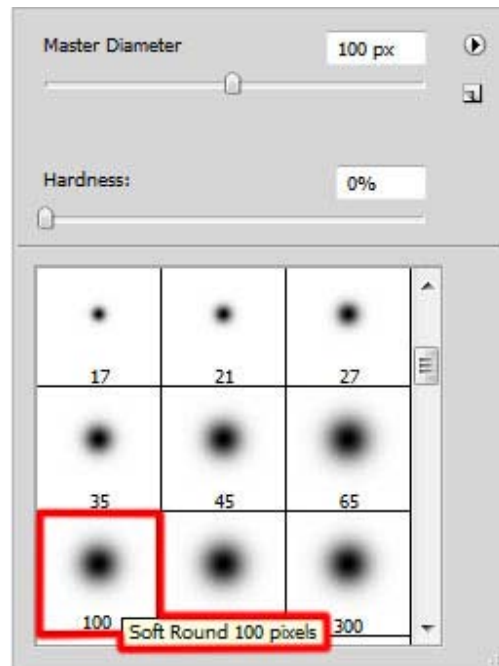 Master Diameter 100 px
Hardness: 0%
17 21 27
35 45 65
100 300
Soft Round 100 pixels